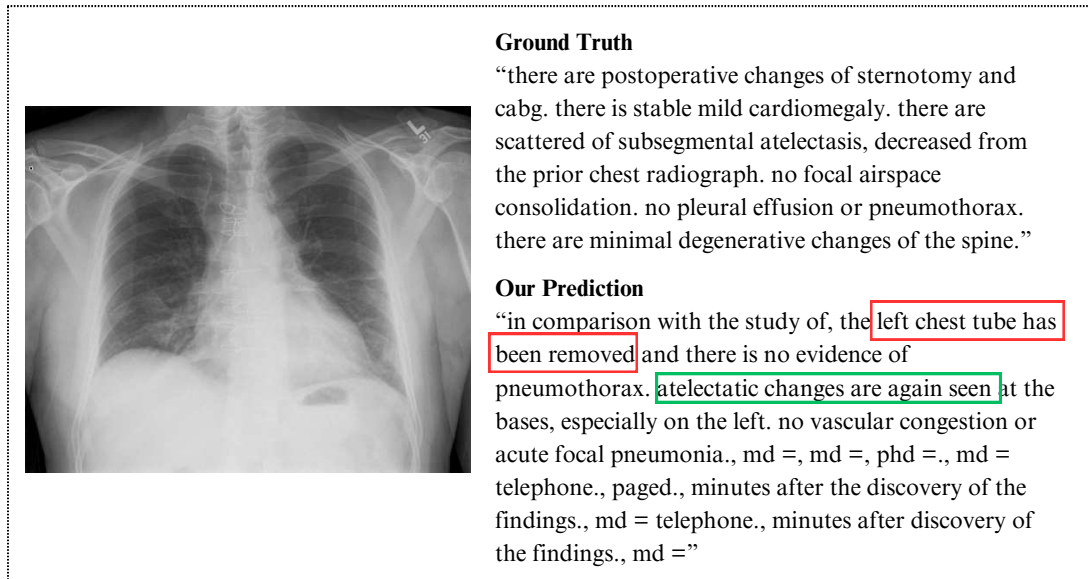 Ground Truth
“there are postoperative changes of sternotomy and
cabg. there is stable mild cardiomegaly. there are
scattered of subsegmental atelectasis, decreased from
the prior chest radiograph. no focal airspace
consolidation. no pleural effusion or pneumothorax.
there are minimal degenerative changes of the spine.”
Our Prediction
“in comparison with the study of, the left chest tube has
been removed and there is no evidence of
pneumothorax. atelectatic changes are again seen at the
bases, especially on the left. no vascular congestion or
acute focal pneumonia., md =, md =, phd =., md =
telephone., paged., minutes after the discovery of the
findings., md = telephone., minutes after discovery of
the findings., md =”
L